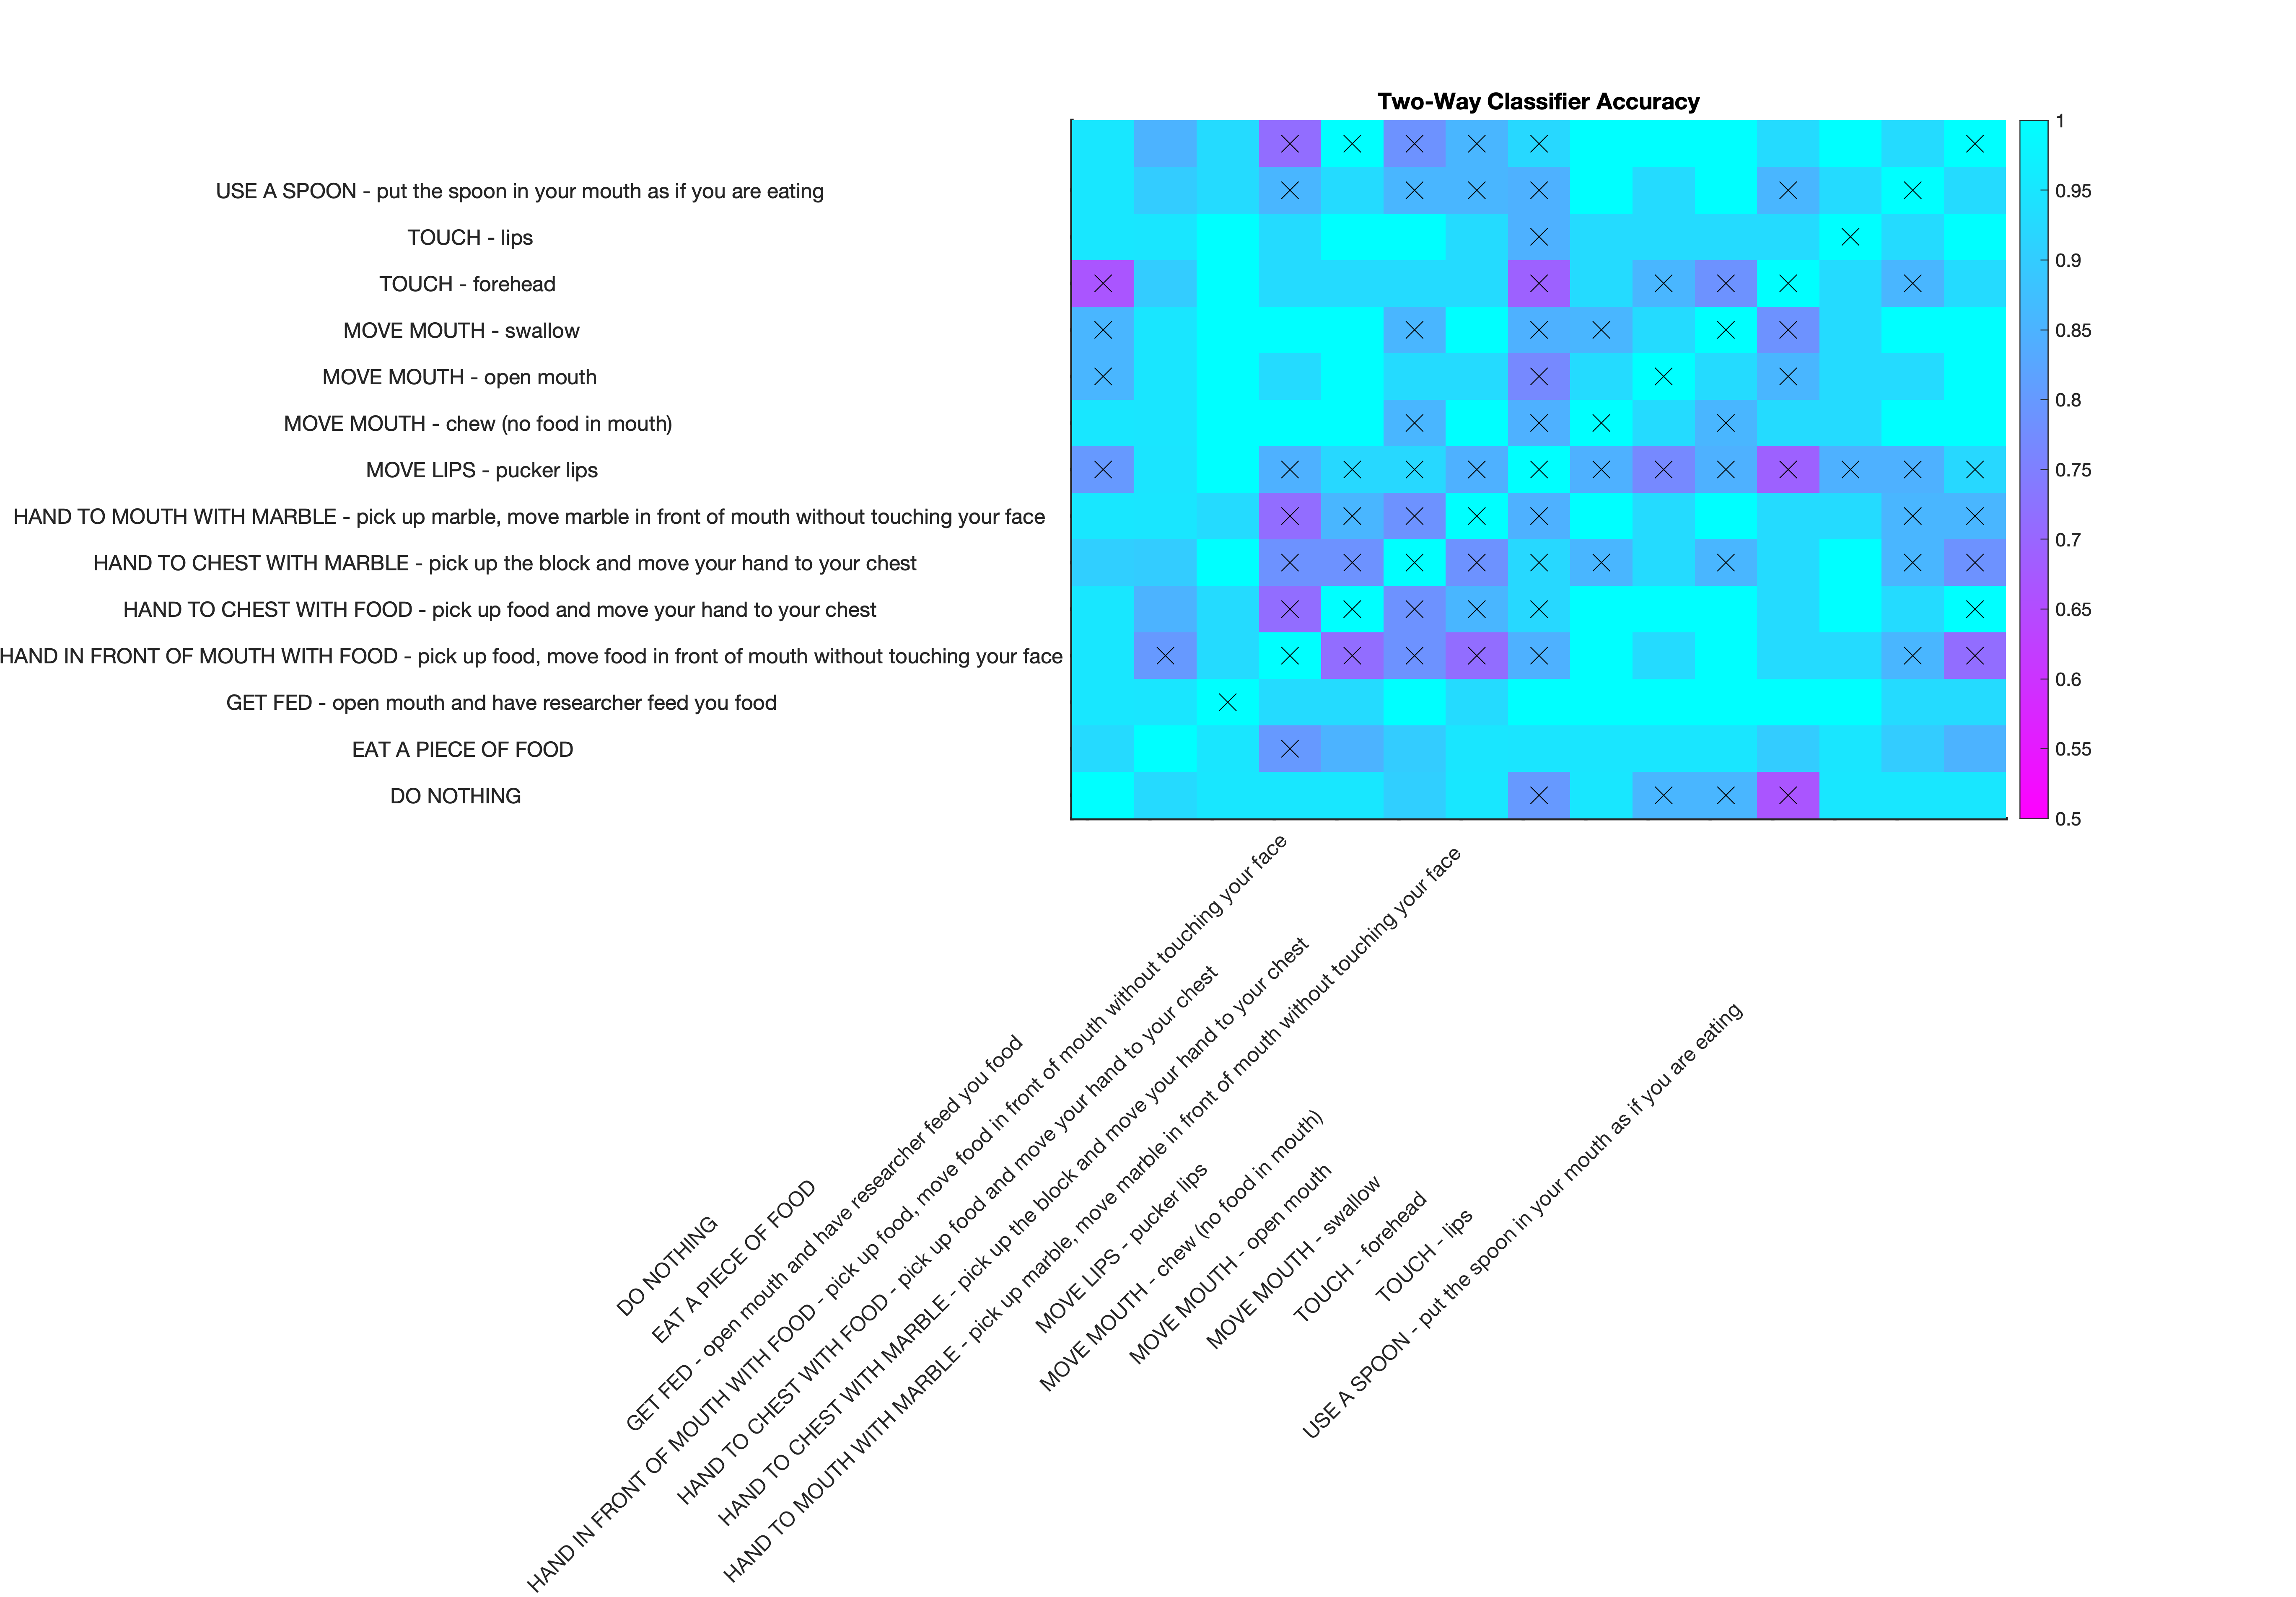 Two-Way Classifier Accuracy
USE A SPOON - put the spoon in your mouth as if you are eating
TOUCH - lips
TOUCH - forehead
MOVE MOUTH - swallow
MOVE MOUTH - open mouth
MOVE MOUTH - chew (no food in mouth)
MOVE LIPS - pucker lips
HAND TO MOUTH WITH MARBLE - pick up marble, move marble in front of mouth without touching your face
HAND TO CHEST WITH MARBLE - pick up the block and move your hand to your chest
HAND TO CHEST WITH FOOD - pick up food and move your hand to your chest
HAND IN FRONT OF MOUTH WITH FOOD - pick up food, move food in front of mouth without touching your face
GET FED - open mouth and have researcher feed you food
EAT A PIECE OF FOOD
DO NOTHING
1
0.95
0.9
0.85
0.8
0.75
0.7
0.65
0.6
0.55
0.5
DO NOTHING
EAT A PIECE OF FOOD
GET FED - open mouth and have researcher feed you food
HAND IN FRONT OF MOUTH WITH FOOD - pick up food, move food in front of mouth without touching your face
HAND TO CHEST WITH FOOD - pick up food and move your hand to your chest
HAND TO CHEST WITH MARBLE - pick up the block and move your hand to your chest
HAND TO MOUTH WITH MARBLE - pick up marble, move marble in front of mouth without touching your face
MOVE LIPS - pucker lips
MOVE MOUTH - chew (no food in mouth)
MOVE MOUTH - open mouth
MOVE MOUTH - swallow
TOUCH - forehead
TOUCH - lips
USE A SPOON - put the spoon in your mouth as if you are eating